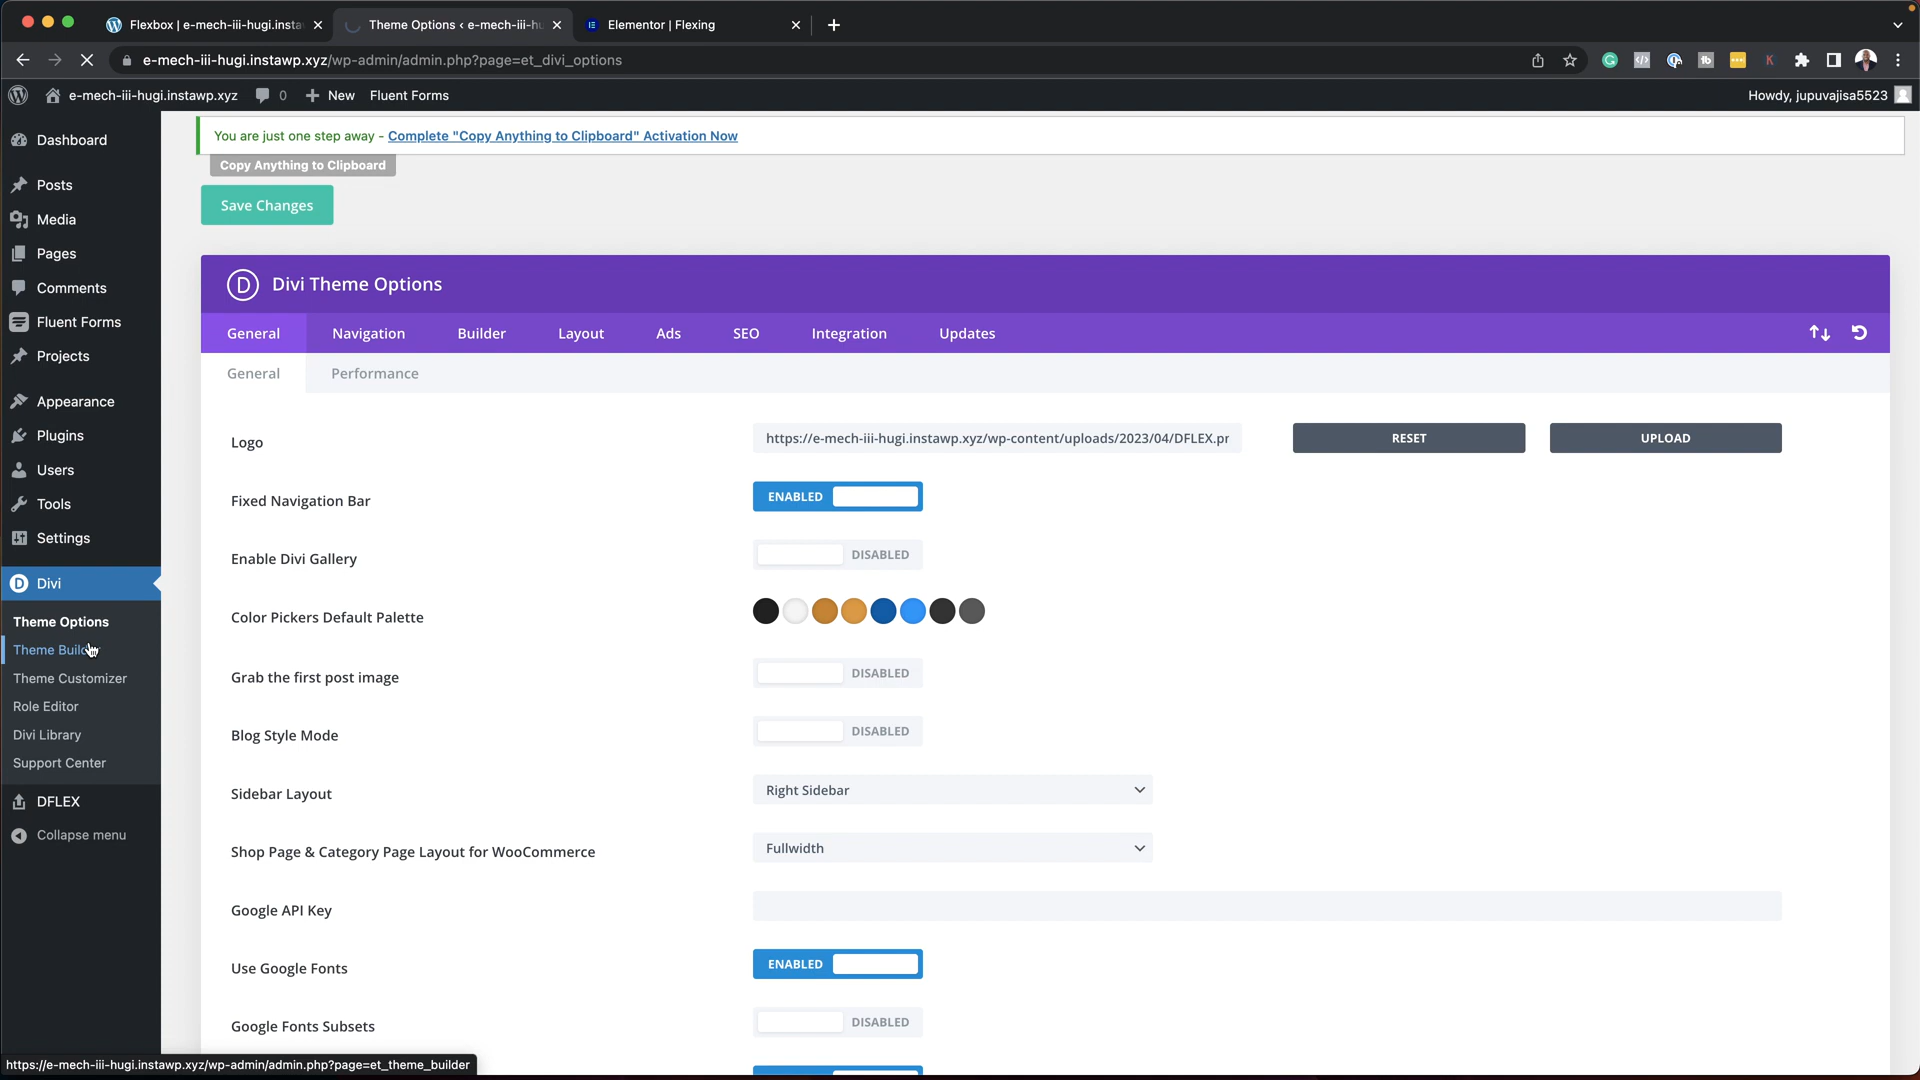 Flexbox | e-mech-iii-hugi.insta
Theme Options ‹ e-mech-iii-hu
Elementor | Flexing
e-mech-iii-hugi.instawp.xyz/wp-admin/admin.php?page=et_divi_options
e-mech-iii-hugi.instawp.xyz
0
New
Fluent Forms
Howdy, jupuvajisa5523
Dashboard
Posts
Media
Pages
Comments
Fluent Forms
Projects
Appearance
Plugins
Users
Tools
Settings
Divi
Theme Options
Theme Buil
Theme Customizer
Role Editor
Divi Library
Support Center
DFLEX
Collapse menu
You are just one step away - Complete "Copy Anything to Clipboard" Activation Now
Copy Anything to Clipboard
Save Changes
D Divi Theme Options
General Navigation Builder Layout Ads SEO Integration Updates
General Performance
Logo
https://e-mech-iii-hugi.instawp.xyz/wp-content/uploads/2023/04/DFLEX.pr
RESET
UPLOAD
Fixed Navigation Bar
ENABLED
Enable Divi Gallery
DISABLED
Color Pickers Default Palette
Grab the first post image
DISABLED
Blog Style Mode
DISABLED
Sidebar Layout
Right Sidebar
Shop Page & Category Page Layout for WooCommerce
Fullwidth
Google API Key
Use Google Fonts
ENABLED
Google Fonts Subsets
DISABLED
https://e-mech-iii-hugi.instawp.xyz/wp-admin/admin.php?page=et_theme_builder